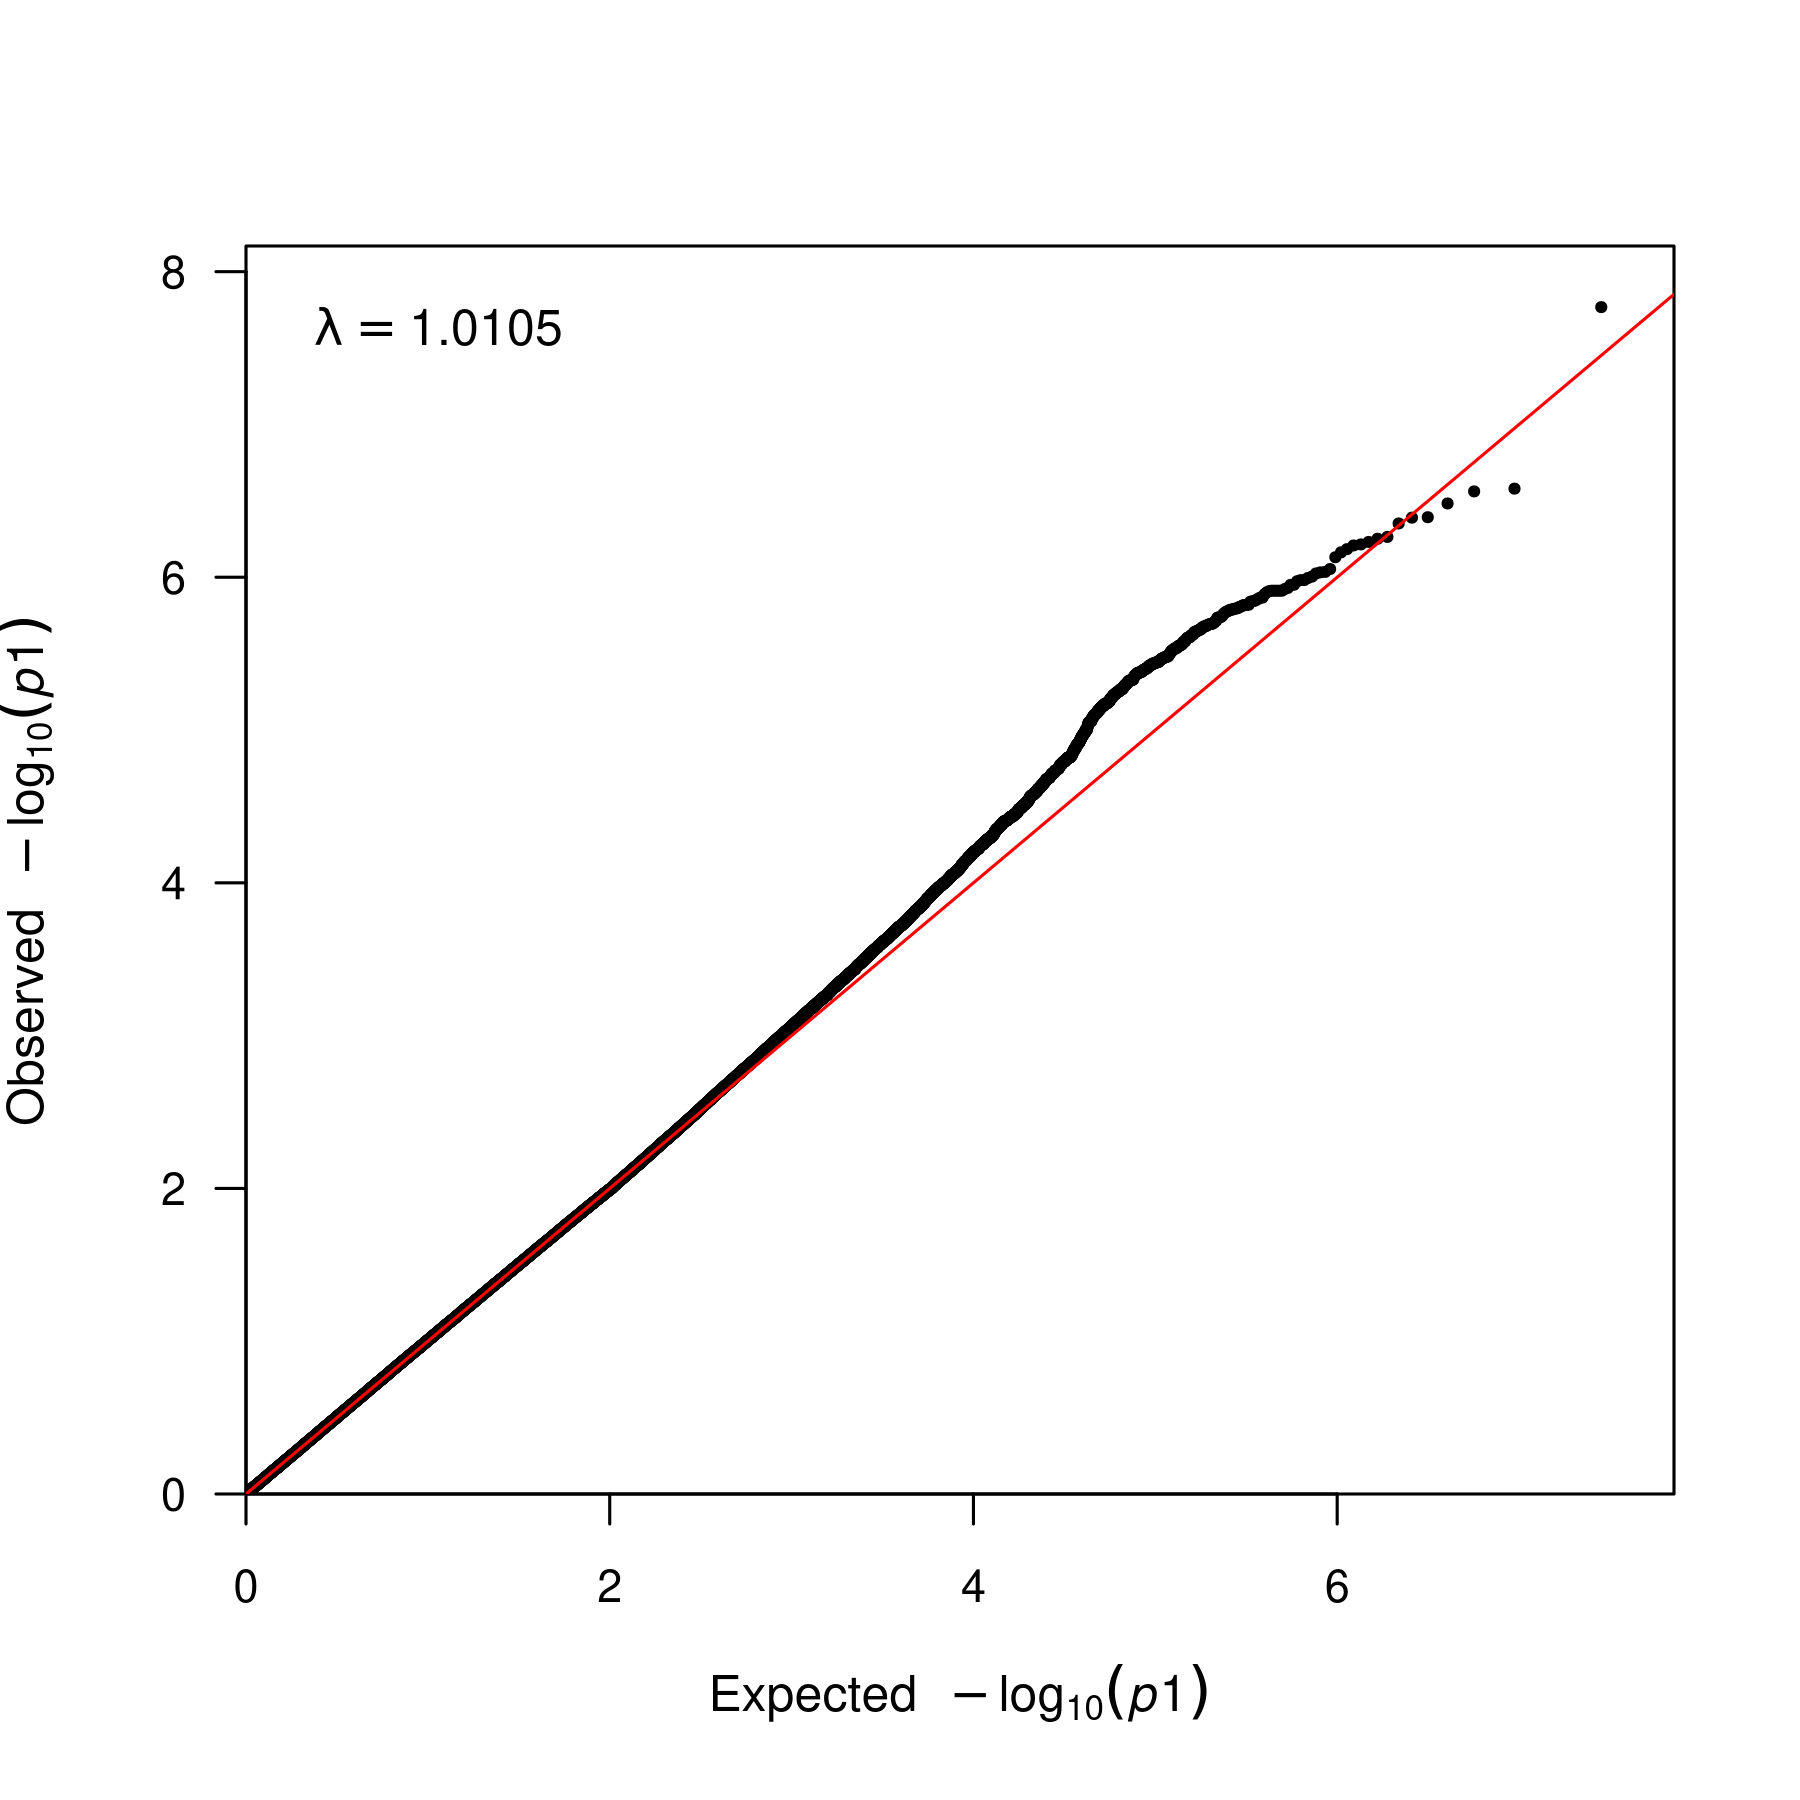 λ = 1.0105
8
6
4
2
0
0 2 4 6
Observed −log₁₀(p1)
Expected −log₁₀(p1)